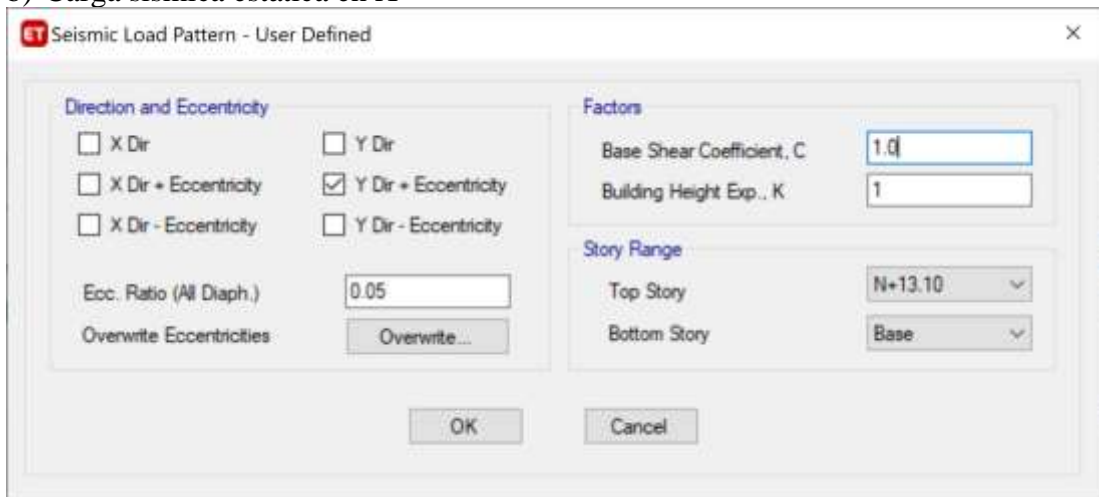 Seismic Load Pattern - User Defined
Direction and Eccentricity
X Dir
Y Dir
X Dir + Eccentricity
Y Dir + Eccentricity
X Dir - Eccentricity
Y Dir - Eccentricity
Ecc. Ratio (All Diaph.)
0.05
Overwrite Eccentricities
Overwrite...
Factors
Base Shear Coefficient, C
1.0
Building Height Exp., K
1
Story Range
Top Story
N+13.10
Bottom Story
Base
OK
Cancel